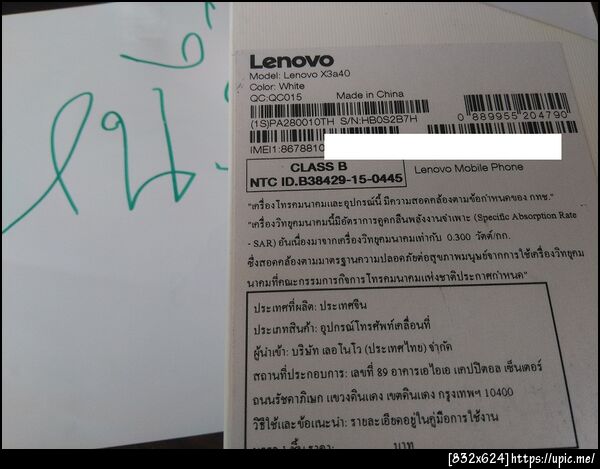 Lenovo
Model: Lenovo X3a40
Color: White
QC:QC015 Made in China
(1S)PA280010TH S/N:HB0S2B7H
0 889955 204790
IMEI1:8678810
CLASS B
NTC ID.B38429-15-0445
Lenovo Mobile Phone
"เครื่องโทรคมนาคมและอุปกรณ์นี้ มีความสอดคล้องตามข้อกำหนดของ กทช."
"เครื่องวิทยุคมนาคมนี้มีอัตราการดูดกลืนพลังงานจำเพาะ (Specific Absorption Rate
- SAR) อันเนื่องมาจากเครื่องวิทยุคมนาคมเท่ากับ 0.300 วัตต์/กก.
ซึ่งสอดคล้องตามมาตรฐานความปลอดภัยต่อสุขภาพมนุษย์จากการใช้เครื่องวิทยุคม
นาคมที่คณะกรรมการกิจการโทรคมนาคมแห่งชาติประกาศกำหนด"
ประเทศที่ผลิต: ประเทศจีน
ประเภทสินค้า: อุปกรณ์โทรศัพท์เคลื่อนที่
ผู้นำเข้า: บริษัท เลอโนโว (ประเทศไทย) จำกัด
สถานที่ประกอบการ: เลขที่ 89 อาคารเอไอเอ แคปปิตอล เซ็นเตอร์
ถนนรัชดาภิเษก แขวงดินแดง เขตดินแดง กรุงเทพฯ 10400
วิธีใช้และข้อแนะนำ: รายละเอียดอยู่ในคู่มือการใช้งาน
บาท
[832x624]https://upic.me/